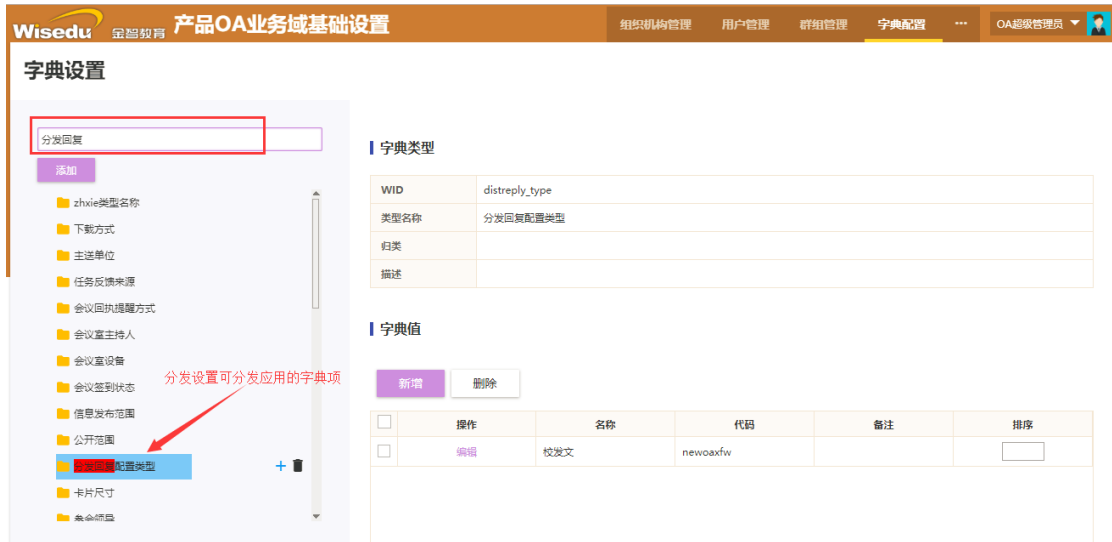 Wisedu 金智教育 产品OA业务域基础设置 组织机构管理 用户管理 群组管理 字典配置 ··· OA超级管理员
字典设置
分发回复
添加
zhxie类型名称
下载方式
主送单位
任务反馈来源
会议回执提醒方式
会议室主持人
会议室设备
会议签到状态
信息发布范围
公开范围
分发回复配置类型
卡片尺寸
参会领导
分发设置可分发应用的字典项
字典类型
WID distreply_type
类型名称 分发回复配置类型
归类
描述
字典值
新增 删除
操作 名称 代码 备注 排序
编辑 校发文 newoaxfw